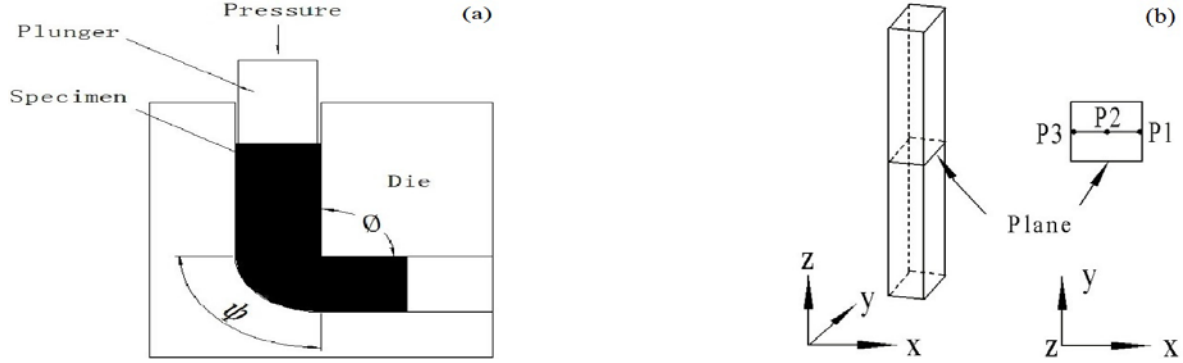 Pressure
(a)
Plunger
Specimen
Die
Ø
ψ
(b)
P3 P2 P1
Plane
z
y
x
y
z
x